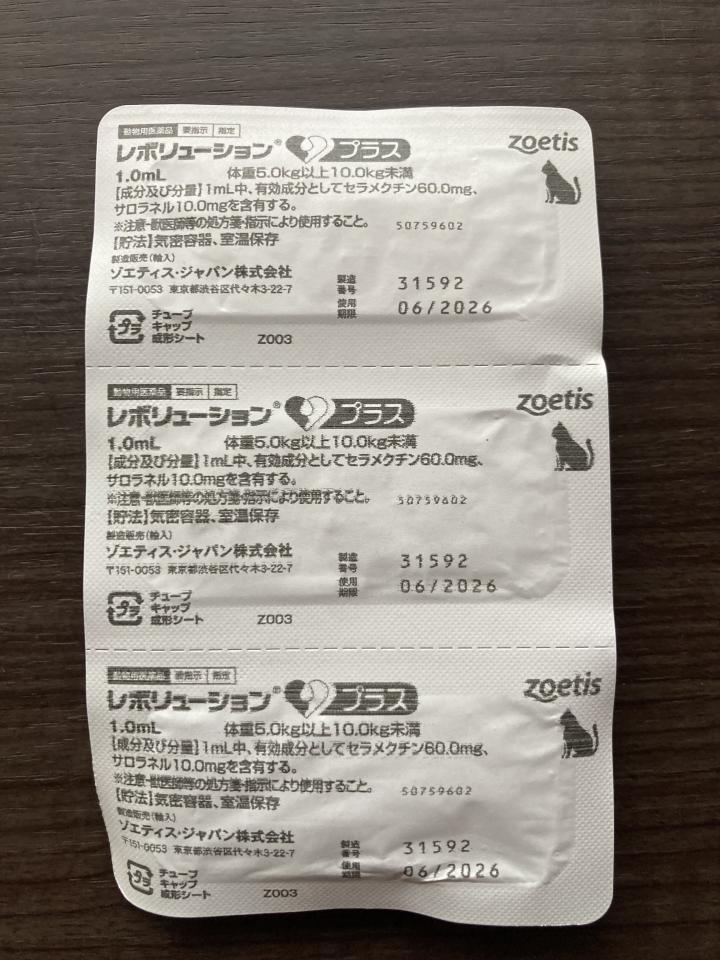 動物用医薬品 要指示 指定
レボリューション® プラス
zoetis
1.0mL 体重5.0kg以上10.0kg未満
【成分及び分量】1mL中、有効成分としてセラメクチン60.0mg、
サロラネル10.0mgを含有する。
※注意-獣医師等の処方箋・指示により使用すること。
50759602
【貯法】気密容器、室温保存
製造販売（輸入）
ゾエティス・ジャパン株式会社
〒151-0053 東京都渋谷区代々木3-22-7
製造番号 31592
使用期限 06/2026
プラ チューブ
キャップ
成形シート Z003
動物用医薬品 要指示 指定
レボリューション® プラス
zoetis
1.0mL 体重5.0kg以上10.0kg未満
【成分及び分量】1mL中、有効成分としてセラメクチン60.0mg、
サロラネル10.0mgを含有する。
※注意-獣医師等の処方箋・指示により使用すること。
50759602
【貯法】気密容器、室温保存
製造販売（輸入）
ゾエティス・ジャパン株式会社
〒151-0053 東京都渋谷区代々木3-22-7
製造番号 31592
使用期限 06/2026
プラ チューブ
キャップ
成形シート Z003
動物用医薬品 要指示 指定
レボリューション® プラス
zoetis
1.0mL 体重5.0kg以上10.0kg未満
【成分及び分量】1mL中、有効成分としてセラメクチン60.0mg、
サロラネル10.0mgを含有する。
※注意-獣医師等の処方箋・指示により使用すること。
50759602
【貯法】気密容器、室温保存
製造販売（輸入）
ゾエティス・ジャパン株式会社
〒151-0053 東京都渋谷区代々木3-22-7
製造番号 31592
使用期限 06/2026
プラ チューブ
キャップ
成形シート Z003